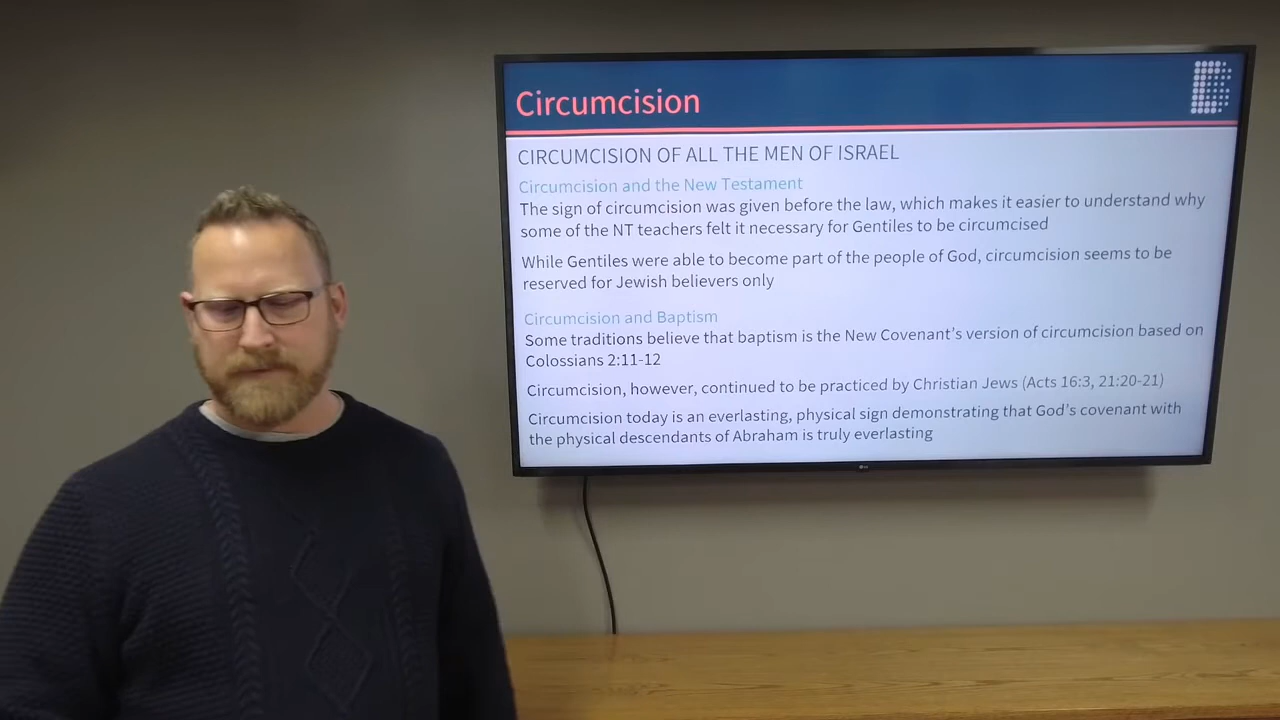 Circumcision
CIRCUMCISION OF ALL THE MEN OF ISRAEL
Circumcision and the New Testament
The sign of circumcision was given before the law, which makes it easier to understand why
some of the NT teachers felt it necessary for Gentiles to be circumcised
While Gentiles were able to become part of the people of God, circumcision seems to be
reserved for Jewish believers only
Circumcision and Baptism
Some traditions believe that baptism is the New Covenant's version of circumcision based on
Colossians 2:11-12
Circumcision, however, continued to be practiced by Christian Jews (Acts 16:3, 21:20-21)
Circumcision today is an everlasting, physical sign demonstrating that God's covenant with
the physical descendants of Abraham is truly everlasting
LG